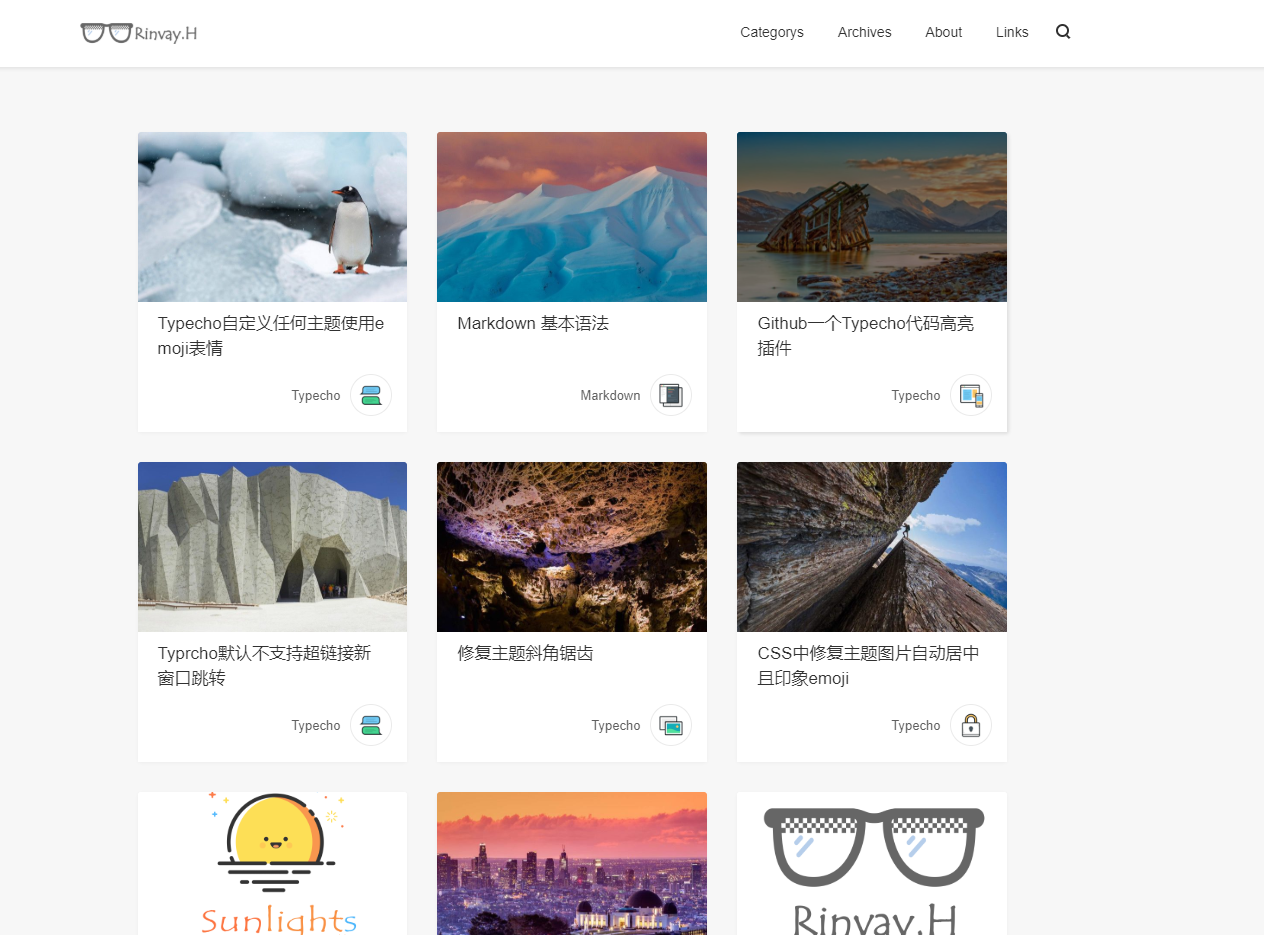 Rinvay.H
Categorys Archives About Links
Typecho自定义任何主题使用e
moji表情
Typecho
Markdown 基本语法
Markdown
Github一个Typecho代码高亮
插件
Typecho
Typrcho默认不支持超链接新
窗口跳转
Typecho
修复主题斜角锯齿
Typecho
CSS中修复主题图片自动居中
且印象emoji
Typecho
Sunlights
Rinvay.H